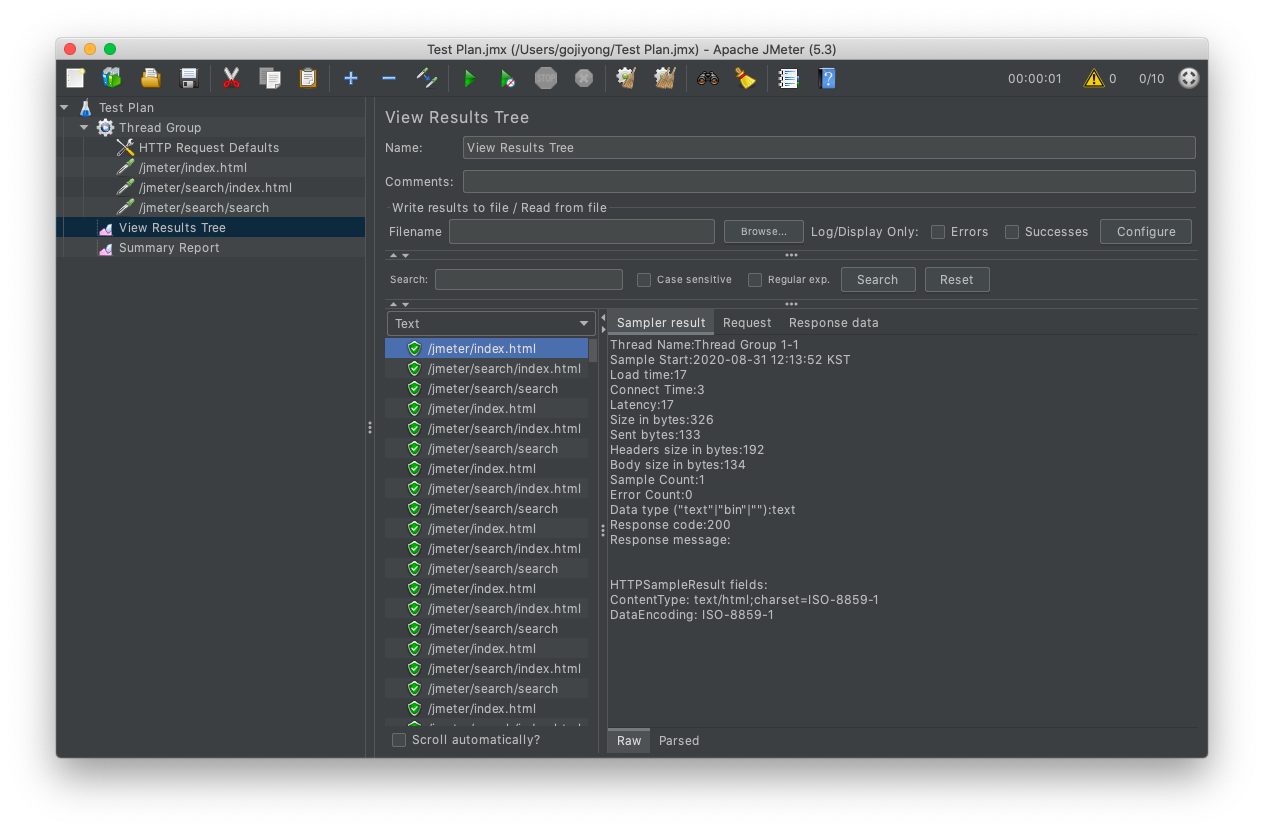 Test Plan.jmx (/Users/gojiyong/Test Plan.jmx) - Apache JMeter (5.3)
STOP
00:00:01
0
0/10
Test Plan
Thread Group
HTTP Request Defaults
/jmeter/index.html
/jmeter/search/index.html
/jmeter/search/search
View Results Tree
Summary Report
View Results Tree
Name: View Results Tree
Comments:
Write results to file / Read from file
Filename Browse... Log/Display Only: Errors Successes Configure
Search: Case sensitive Regular exp. Search Reset
Text
/jmeter/index.html
/jmeter/search/index.html
/jmeter/search/search
/jmeter/index.html
/jmeter/search/index.html
/jmeter/search/search
/jmeter/index.html
/jmeter/search/index.html
/jmeter/search/search
/jmeter/index.html
/jmeter/search/index.html
/jmeter/search/search
/jmeter/index.html
/jmeter/search/index.html
/jmeter/search/search
/jmeter/index.html
/jmeter/search/index.html
/jmeter/search/search
/jmeter/index.html
Scroll automatically?
Sampler result Request Response data
Thread Name:Thread Group 1-1
Sample Start:2020-08-31 12:13:52 KST
Load time:17
Connect Time:3
Latency:17
Size in bytes:326
Sent bytes:133
Headers size in bytes:192
Body size in bytes:134
Sample Count:1
Error Count:0
Data type ("text"|"bin"|""):text
Response code:200
Response message:
HTTPSampleResult fields:
ContentType: text/html;charset=ISO-8859-1
DataEncoding: ISO-8859-1
Raw Parsed